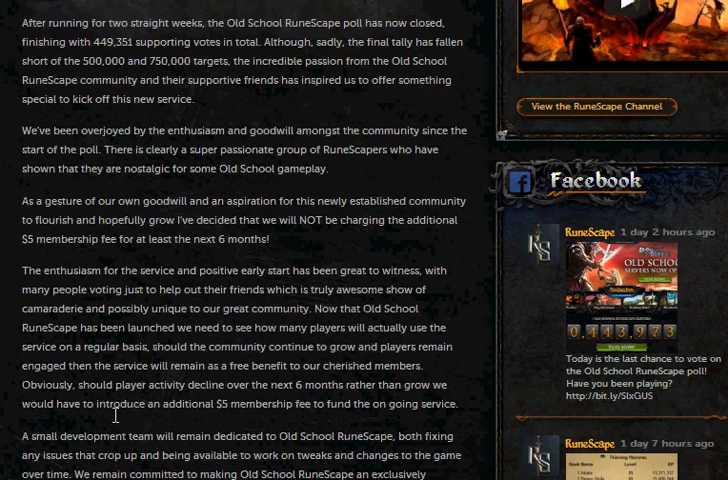 After running for two straight weeks, the Old School RuneScape poll has now closed,
finishing with 449,351 supporting votes in total. Although, sadly, the final tally has fallen
short of the 500,000 and 750,000 targets, the incredible passion from the Old School
RuneScape community and their supportive friends has inspired us to offer something
special to kick off this new service.
We've been overjoyed by the enthusiasm and goodwill amongst the community since the
start of the poll. There is clearly a super passionate group of RuneScapers who have
shown that they are nostalgic for some Old School gameplay.
As a gesture of our own goodwill and an aspiration for this newly established community
to flourish and hopefully grow I've decided that we will NOT be charging the additional
$5 membership fee for at least the next 6 months!
The enthusiasm for the service and positive early start has been great to witness, with
many people voting just to help out their friends which is truly awesome show of
camaraderie and possibly unique to our great community. Now that Old School
RuneScape has been launched we need to see how many players will actually use the
service on a regular basis, should the community continue to grow and players remain
engaged then the service will remain as a free benefit to our cherished members.
Obviously, should player activity decline over the next 6 months rather than grow we
would have to introduce an additional $5 membership fee to fund the on going service.
A small development team will remain dedicated to Old School RuneScape, both fixing
any issues that crop up and being available to work on tweaks and changes to the game
over time. We remain committed to making Old School RuneScape an exclusively
View the RuneScape Channel
Facebook
RuneScape 1 day 2 hours ago
OLD SCHOO
SERVERS NOW OP
0,443,973
Today is the last chance to vote on
the Old School RuneScape poll!
Have you been playing?
http://bit.ly/SlxGUS
RuneScape 1 day 7 hours ago